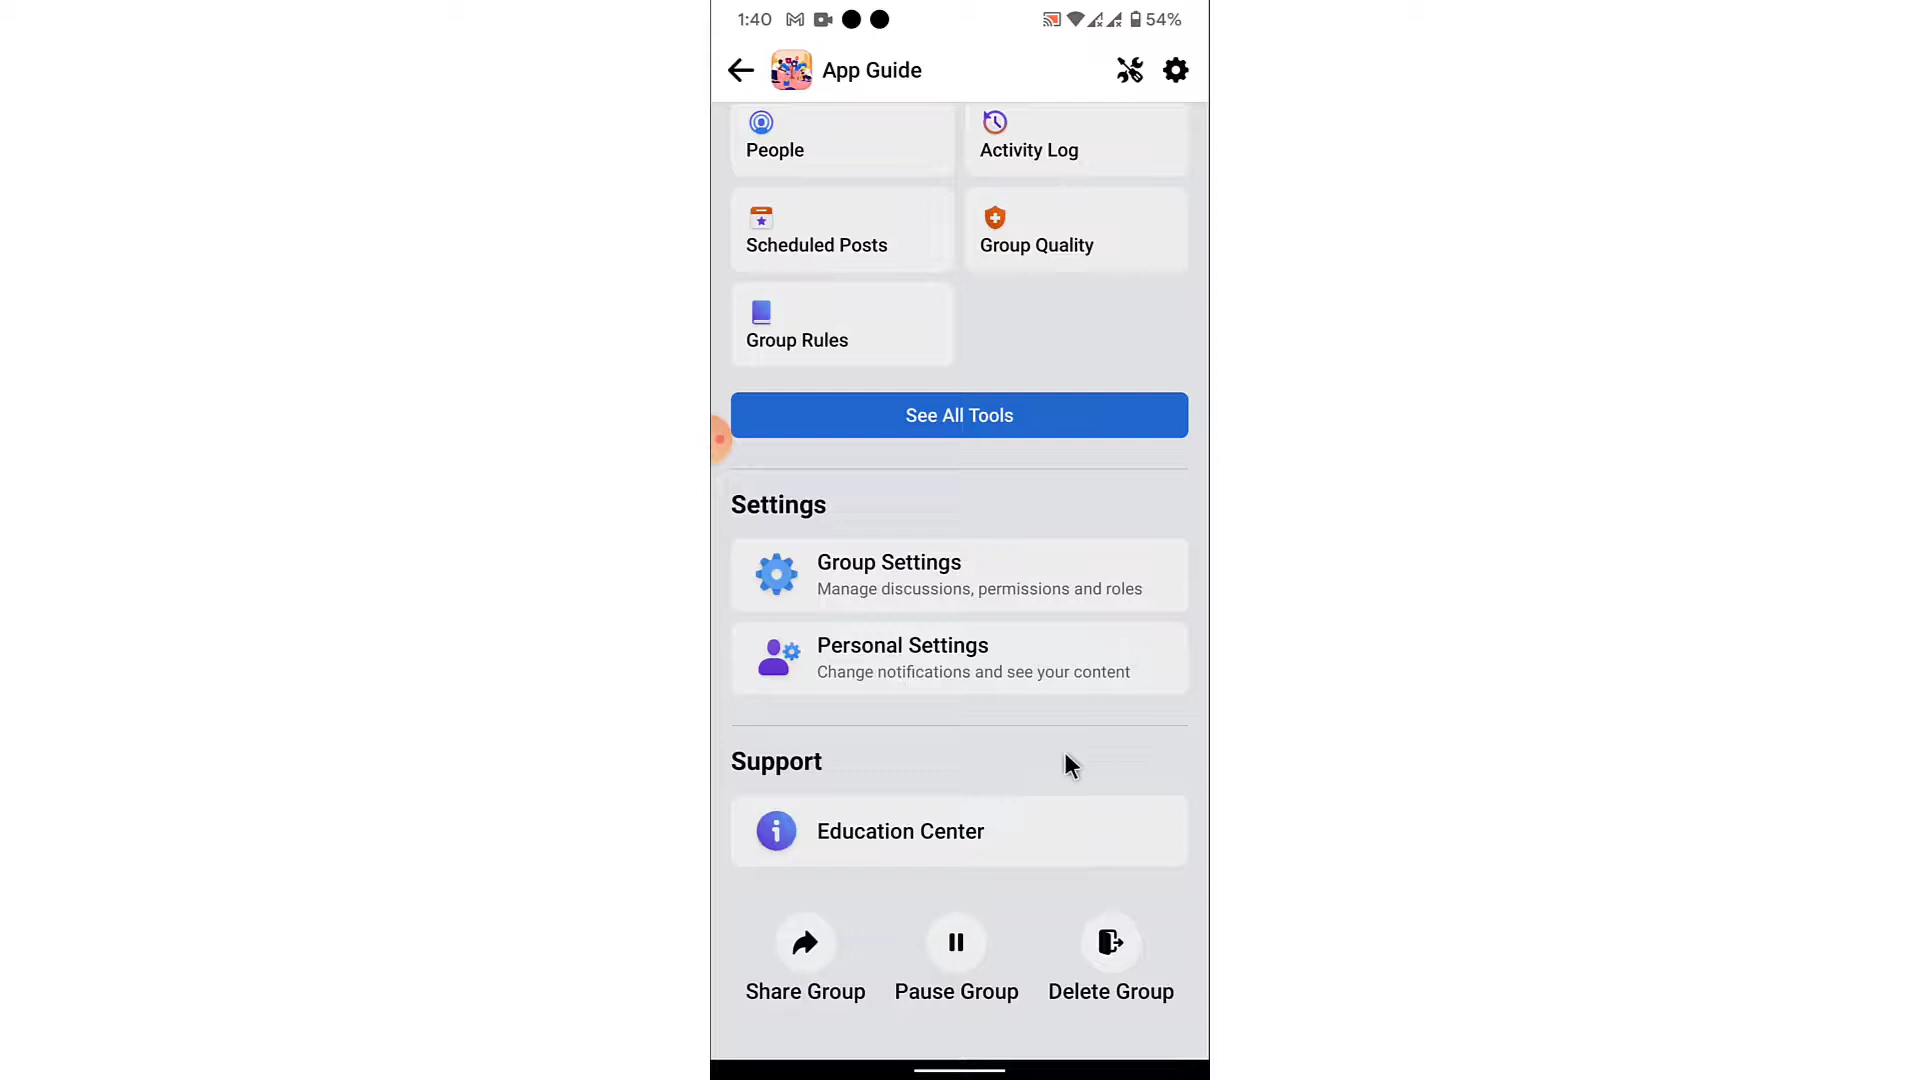 1:40 54%
App Guide
People Activity Log
Scheduled Posts Group Quality
Group Rules
See All Tools
Settings
Group Settings
Manage discussions, permissions and roles
Personal Settings
Change notifications and see your content
Support
Education Center
Share Group Pause Group Delete Group